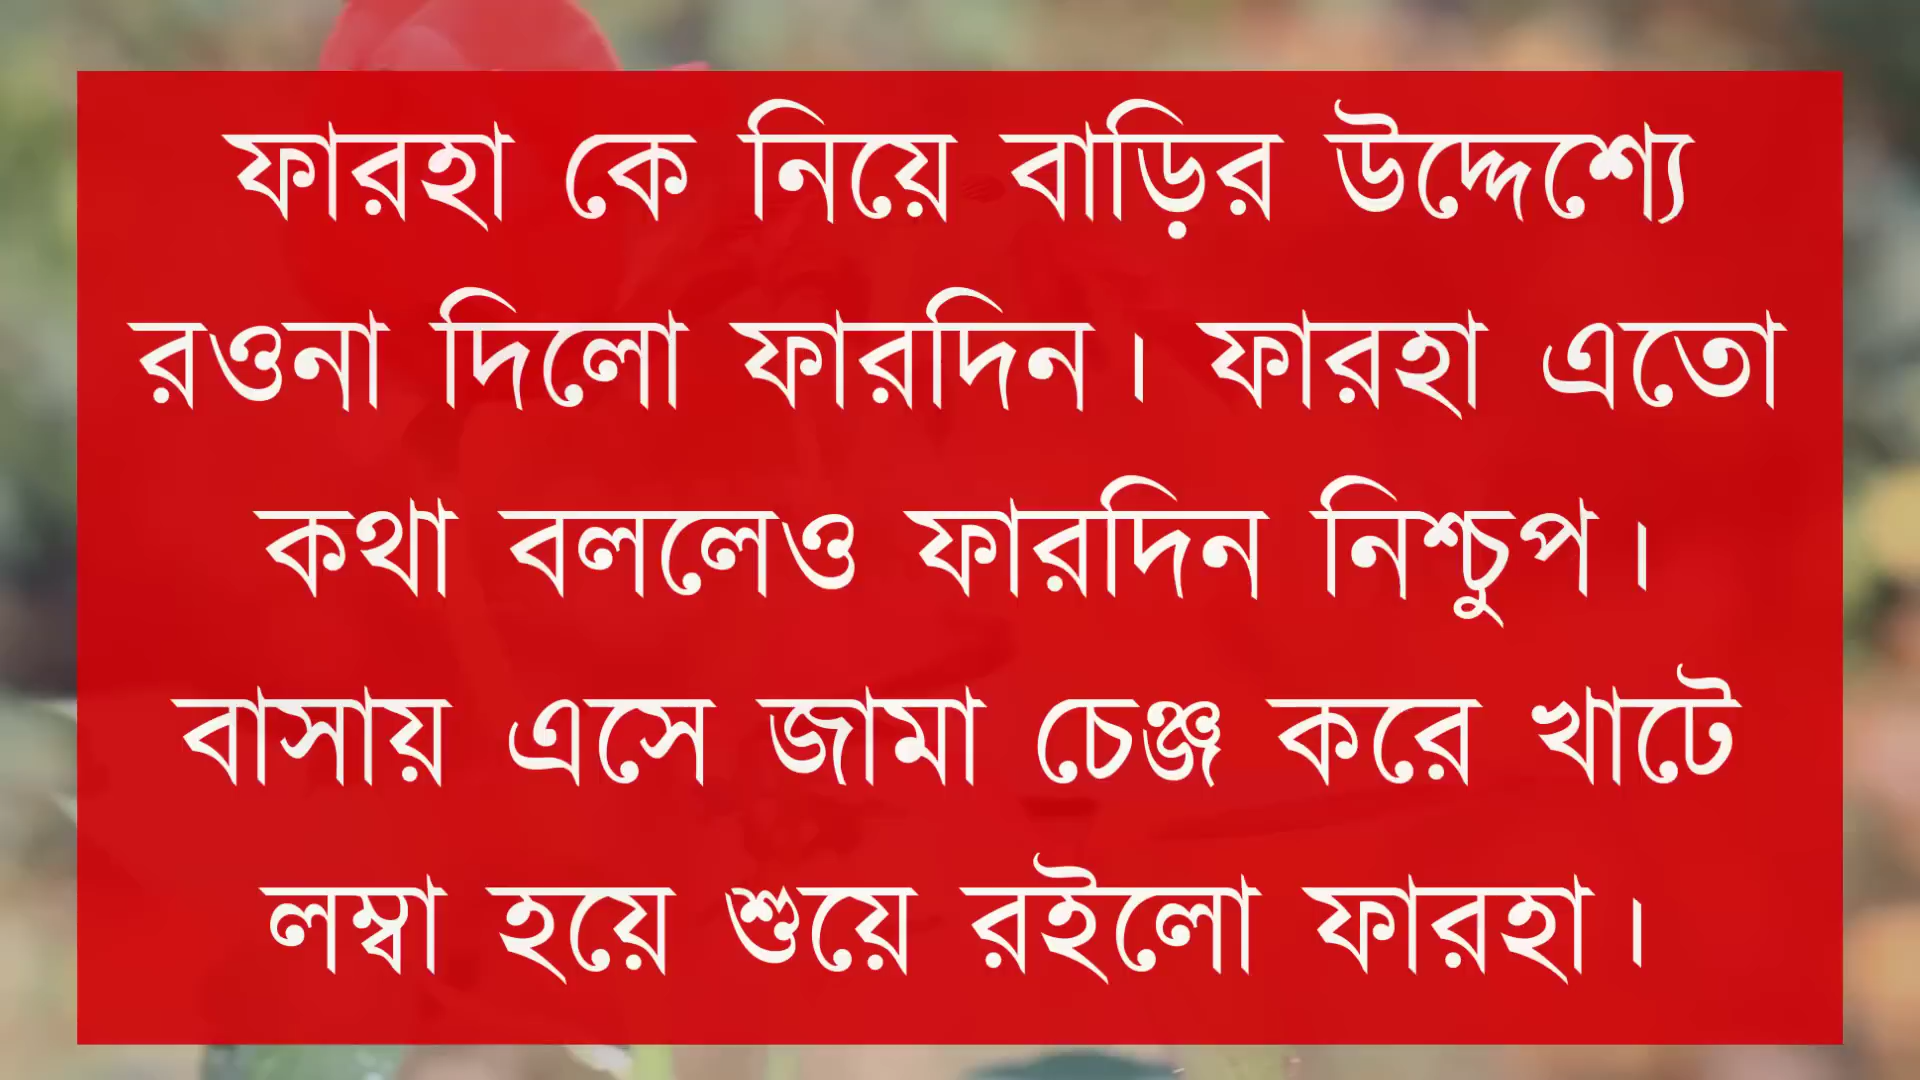 ফারহা কে নিয়ে বাড়ির উদ্দেশ্যে
রওনা দিলো ফারদিন। ফারহা এতো
কথা বললেও ফারদিন নিশ্চুপ।
বাসায় এসে জামা চেঞ্জ করে খাটে
লম্বা হয়ে শুয়ে রইলো ফারহা।